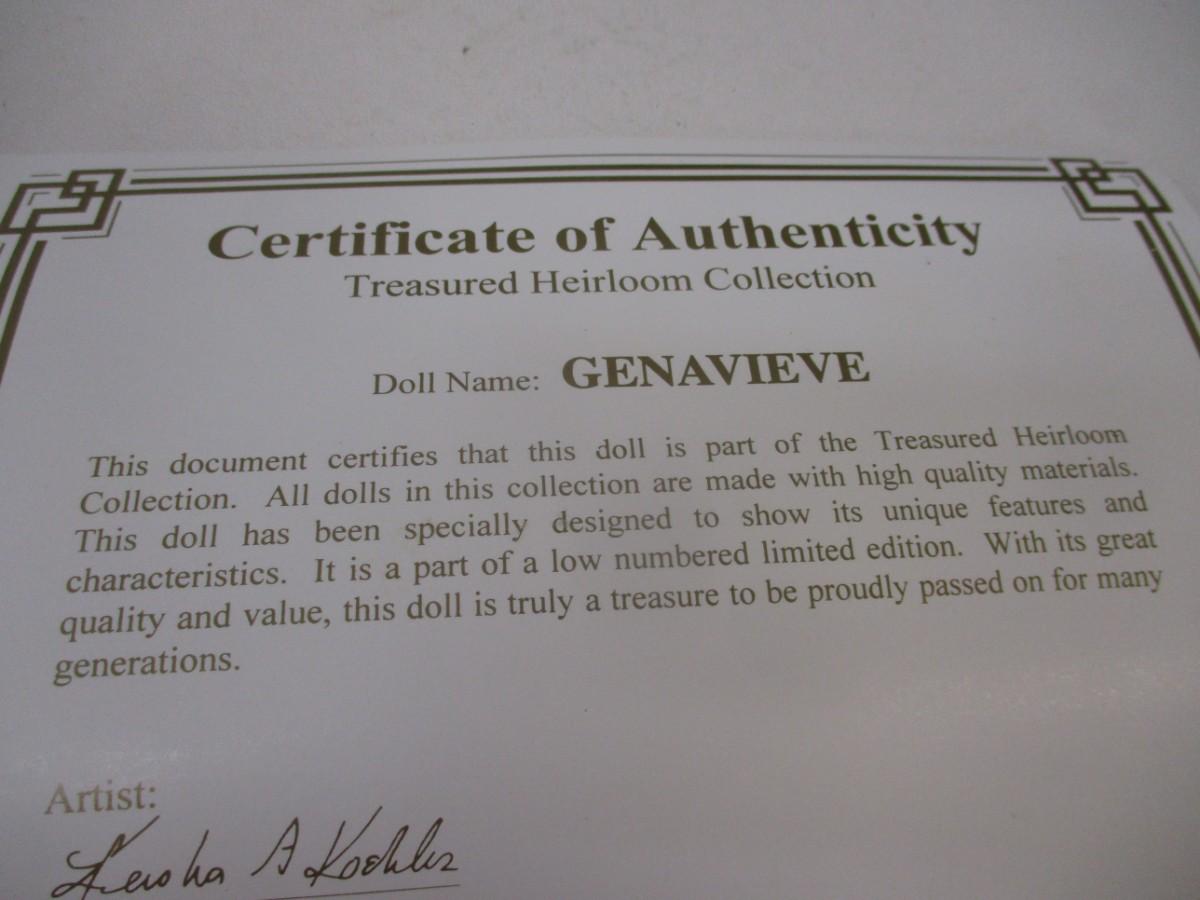 Certificate of Authenticity
Treasured Heirloom Collection
Doll Name: GENAVIEVE
This document certifies that this doll is part of the Treasured Heirloom
Collection. All dolls in this collection are made with high quality materials.
This doll has been specially designed to show its unique features and
characteristics. It is a part of a low numbered limited edition. With its great
quality and value, this doll is truly a treasure to be proudly passed on for many
generations.
Artist:
A Koehler